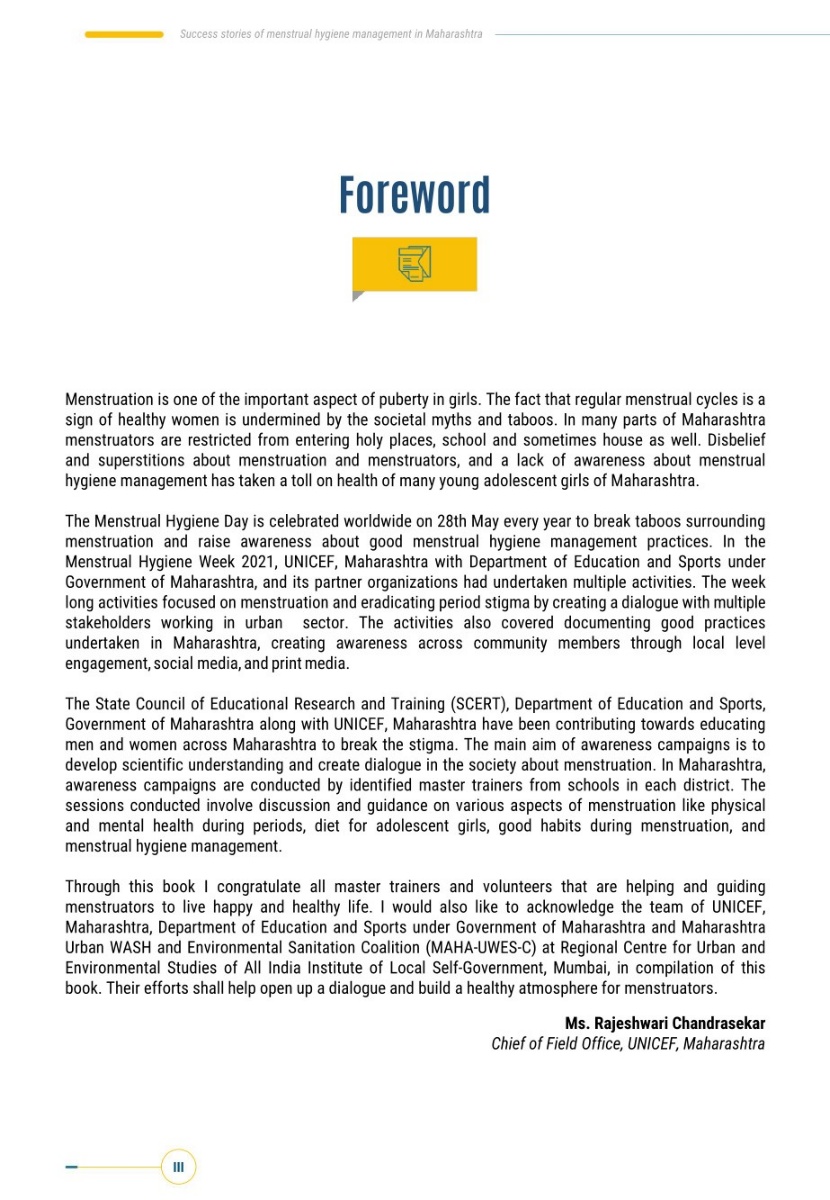 Success stories of menstrual hygiene management in Maharashtra
Foreword
Menstruation is one of the important aspect of puberty in girls. The fact that regular menstrual cycles is a
sign of healthy women is undermined by the societal myths and taboos. In many parts of Maharashtra
menstruators are restricted from entering holy places, school and sometimes house as well. Disbelief
and superstitions about menstruation and menstruators, and a lack of awareness about menstrual
hygiene management has taken a toll on health of many young adolescent girls of Maharashtra.
The Menstrual Hygiene Day is celebrated worldwide on 28th May every year to break taboos surrounding
menstruation and raise awareness about good menstrual hygiene management practices. In the
Menstrual Hygiene Week 2021, UNICEF, Maharashtra with Department of Education and Sports under
Government of Maharashtra, and its partner organizations had undertaken multiple activities. The week
long activities focused on menstruation and eradicating period stigma by creating a dialogue with multiple
stakeholders working in urban sector. The activities also covered documenting good practices
undertaken in Maharashtra, creating awareness across community members through local level
engagement, social media, and print media.
The State Council of Educational Research and Training (SCERT), Department of Education and Sports,
Government of Maharashtra along with UNICEF, Maharashtra have been contributing towards educating
men and women across Maharashtra to break the stigma. The main aim of awareness campaigns is to
develop scientific understanding and create dialogue in the society about menstruation. In Maharashtra,
awareness campaigns are conducted by identified master trainers from schools in each district. The
sessions conducted involve discussion and guidance on various aspects of menstruation like physical
and mental health during periods, diet for adolescent girls, good habits during menstruation, and
menstrual hygiene management.
Through this book I congratulate all master trainers and volunteers that are helping and guiding
menstruators to live happy and healthy life. I would also like to acknowledge the team of UNICEF,
Maharashtra, Department of Education and Sports under Government of Maharashtra and Maharashtra
Urban WASH and Environmental Sanitation Coalition (MAHA-UWES-C) at Regional Centre for Urban and
Environmental Studies of All India Institute of Local Self-Government, Mumbai, in compilation of this
book. Their efforts shall help open up a dialogue and build a healthy atmosphere for menstruators.
Ms. Rajeshwari Chandrasekar
Chief of Field Office, UNICEF, Maharashtra
III